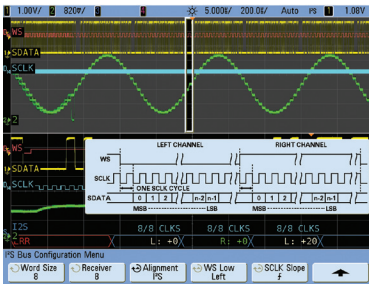 1 1.00V/ 2 820mV/ 3 4 5.000s/ 200.0s/ Auto I²S 1 1.08V
WS
SDATA
SCLK
2
WS
SDATA
SCLK
LEFT CHANNEL RIGHT CHANNEL
WS
SCLK
ONE SCLK CYCLE
SDATA 0 1 2 n-2 n-1 0 1 2 n-2 n-1
MSB LSB MSB LSB
I2S 8/8 CLKS 8/8 CLKS 8/8 CLKS
ERR L: +0 R: +0 L: +20
I²S Bus Configuration Menu
Word Size Receiver Alignment WS Low SCLK Slope
8 8 I²S Left